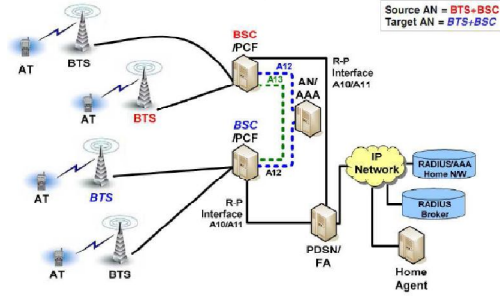 Source AN = BTS+BSC
Target AN = BTS+BSC
BSC
/PCF
A12
A13
R-P
Interface
A10/A11
AN/
AAA
AT
BTS
AT
BTS
BSC
/PCF
A12
IP
Network
RADIUS/AAA
Home N/W
RADIUS
Broker
AT
BTS
R-P
Interface
A10/A11
PDSN/
FA
Home
Agent
AT
BTS